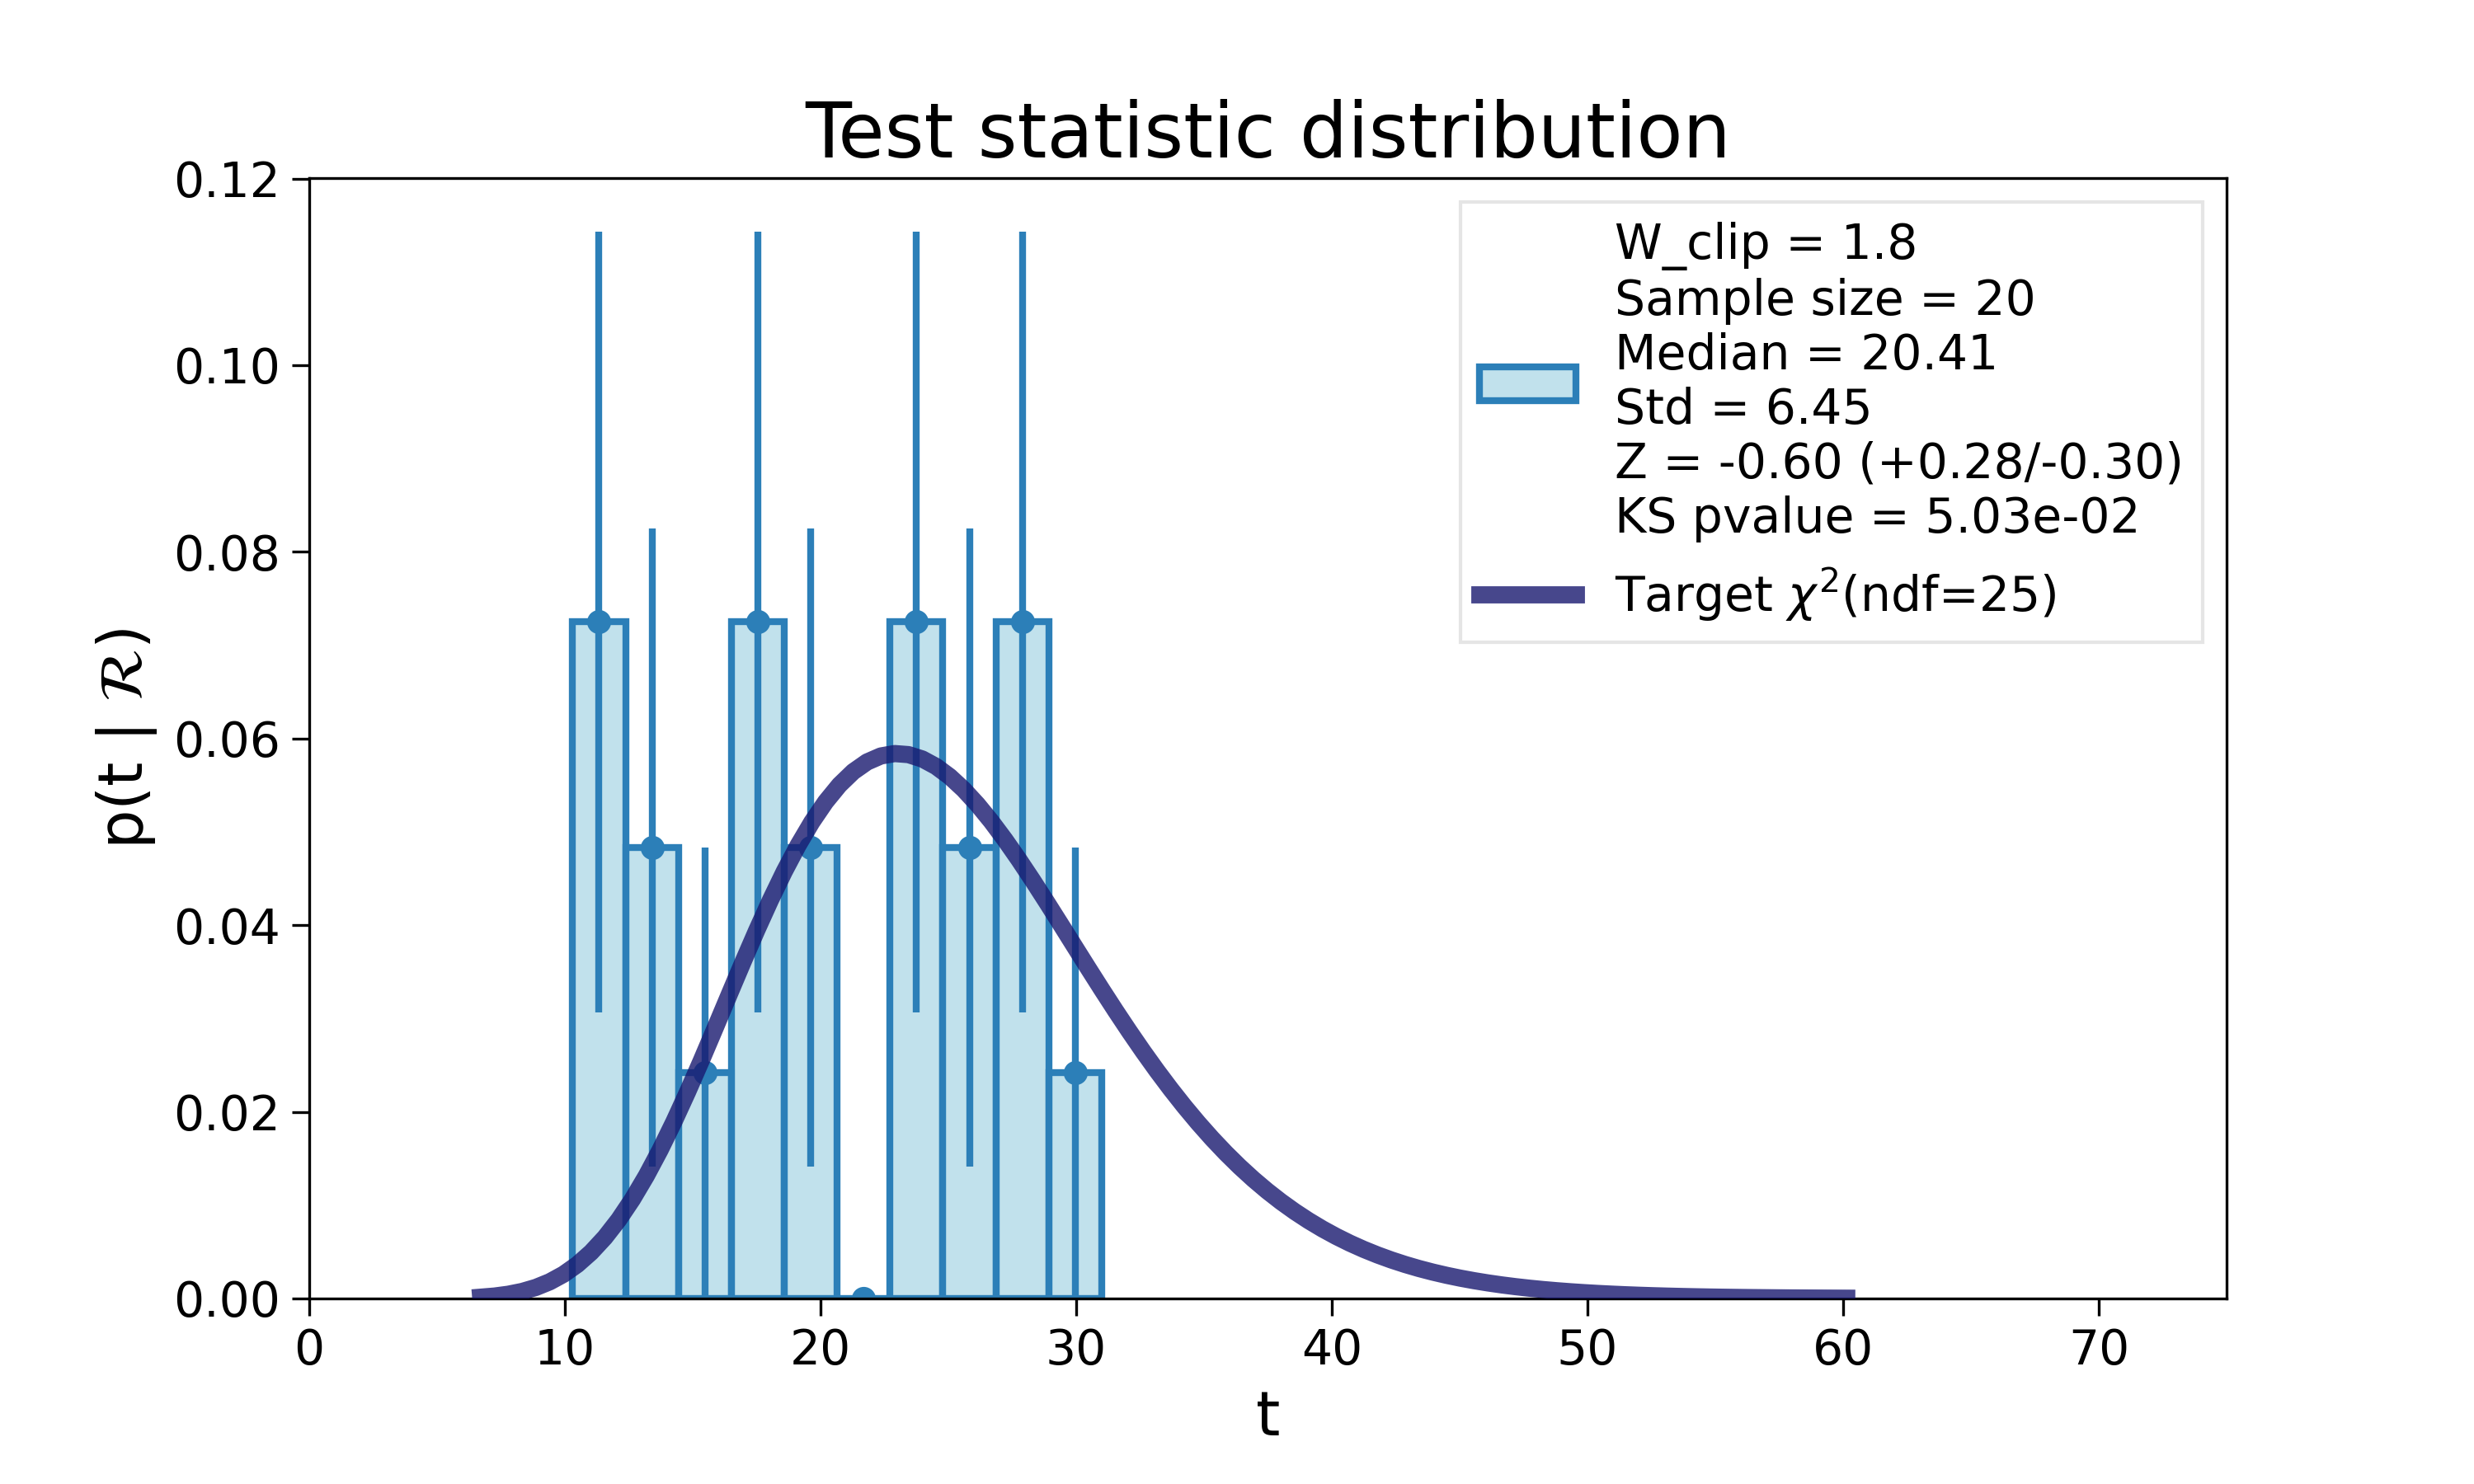 Test statistic distribution
0.12
0.10
0.08
0.06
0.04
0.02
0.00
p(t | ℛ)
W_clip = 1.8
Sample size = 20
Median = 20.41
Std = 6.45
Z = -0.60 (+0.28/-0.30)
KS pvalue = 5.03e-02
Target χ²(ndf=25)
0 10 20 30 40 50 60 70
t